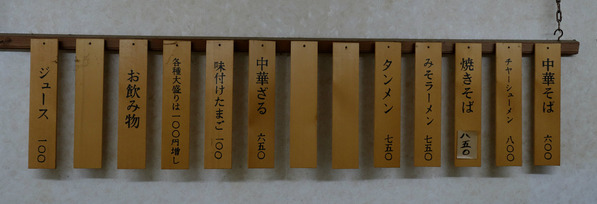 中華そば 六〇〇
チャーシューメン 八〇〇
焼きそば 八五〇
みそラーメン 七五〇
タンメン 七五〇
中華ざる 六五〇
味付けたまご 一〇〇
各種大盛りは一〇〇円増し
お飲み物
ジュース 一〇〇